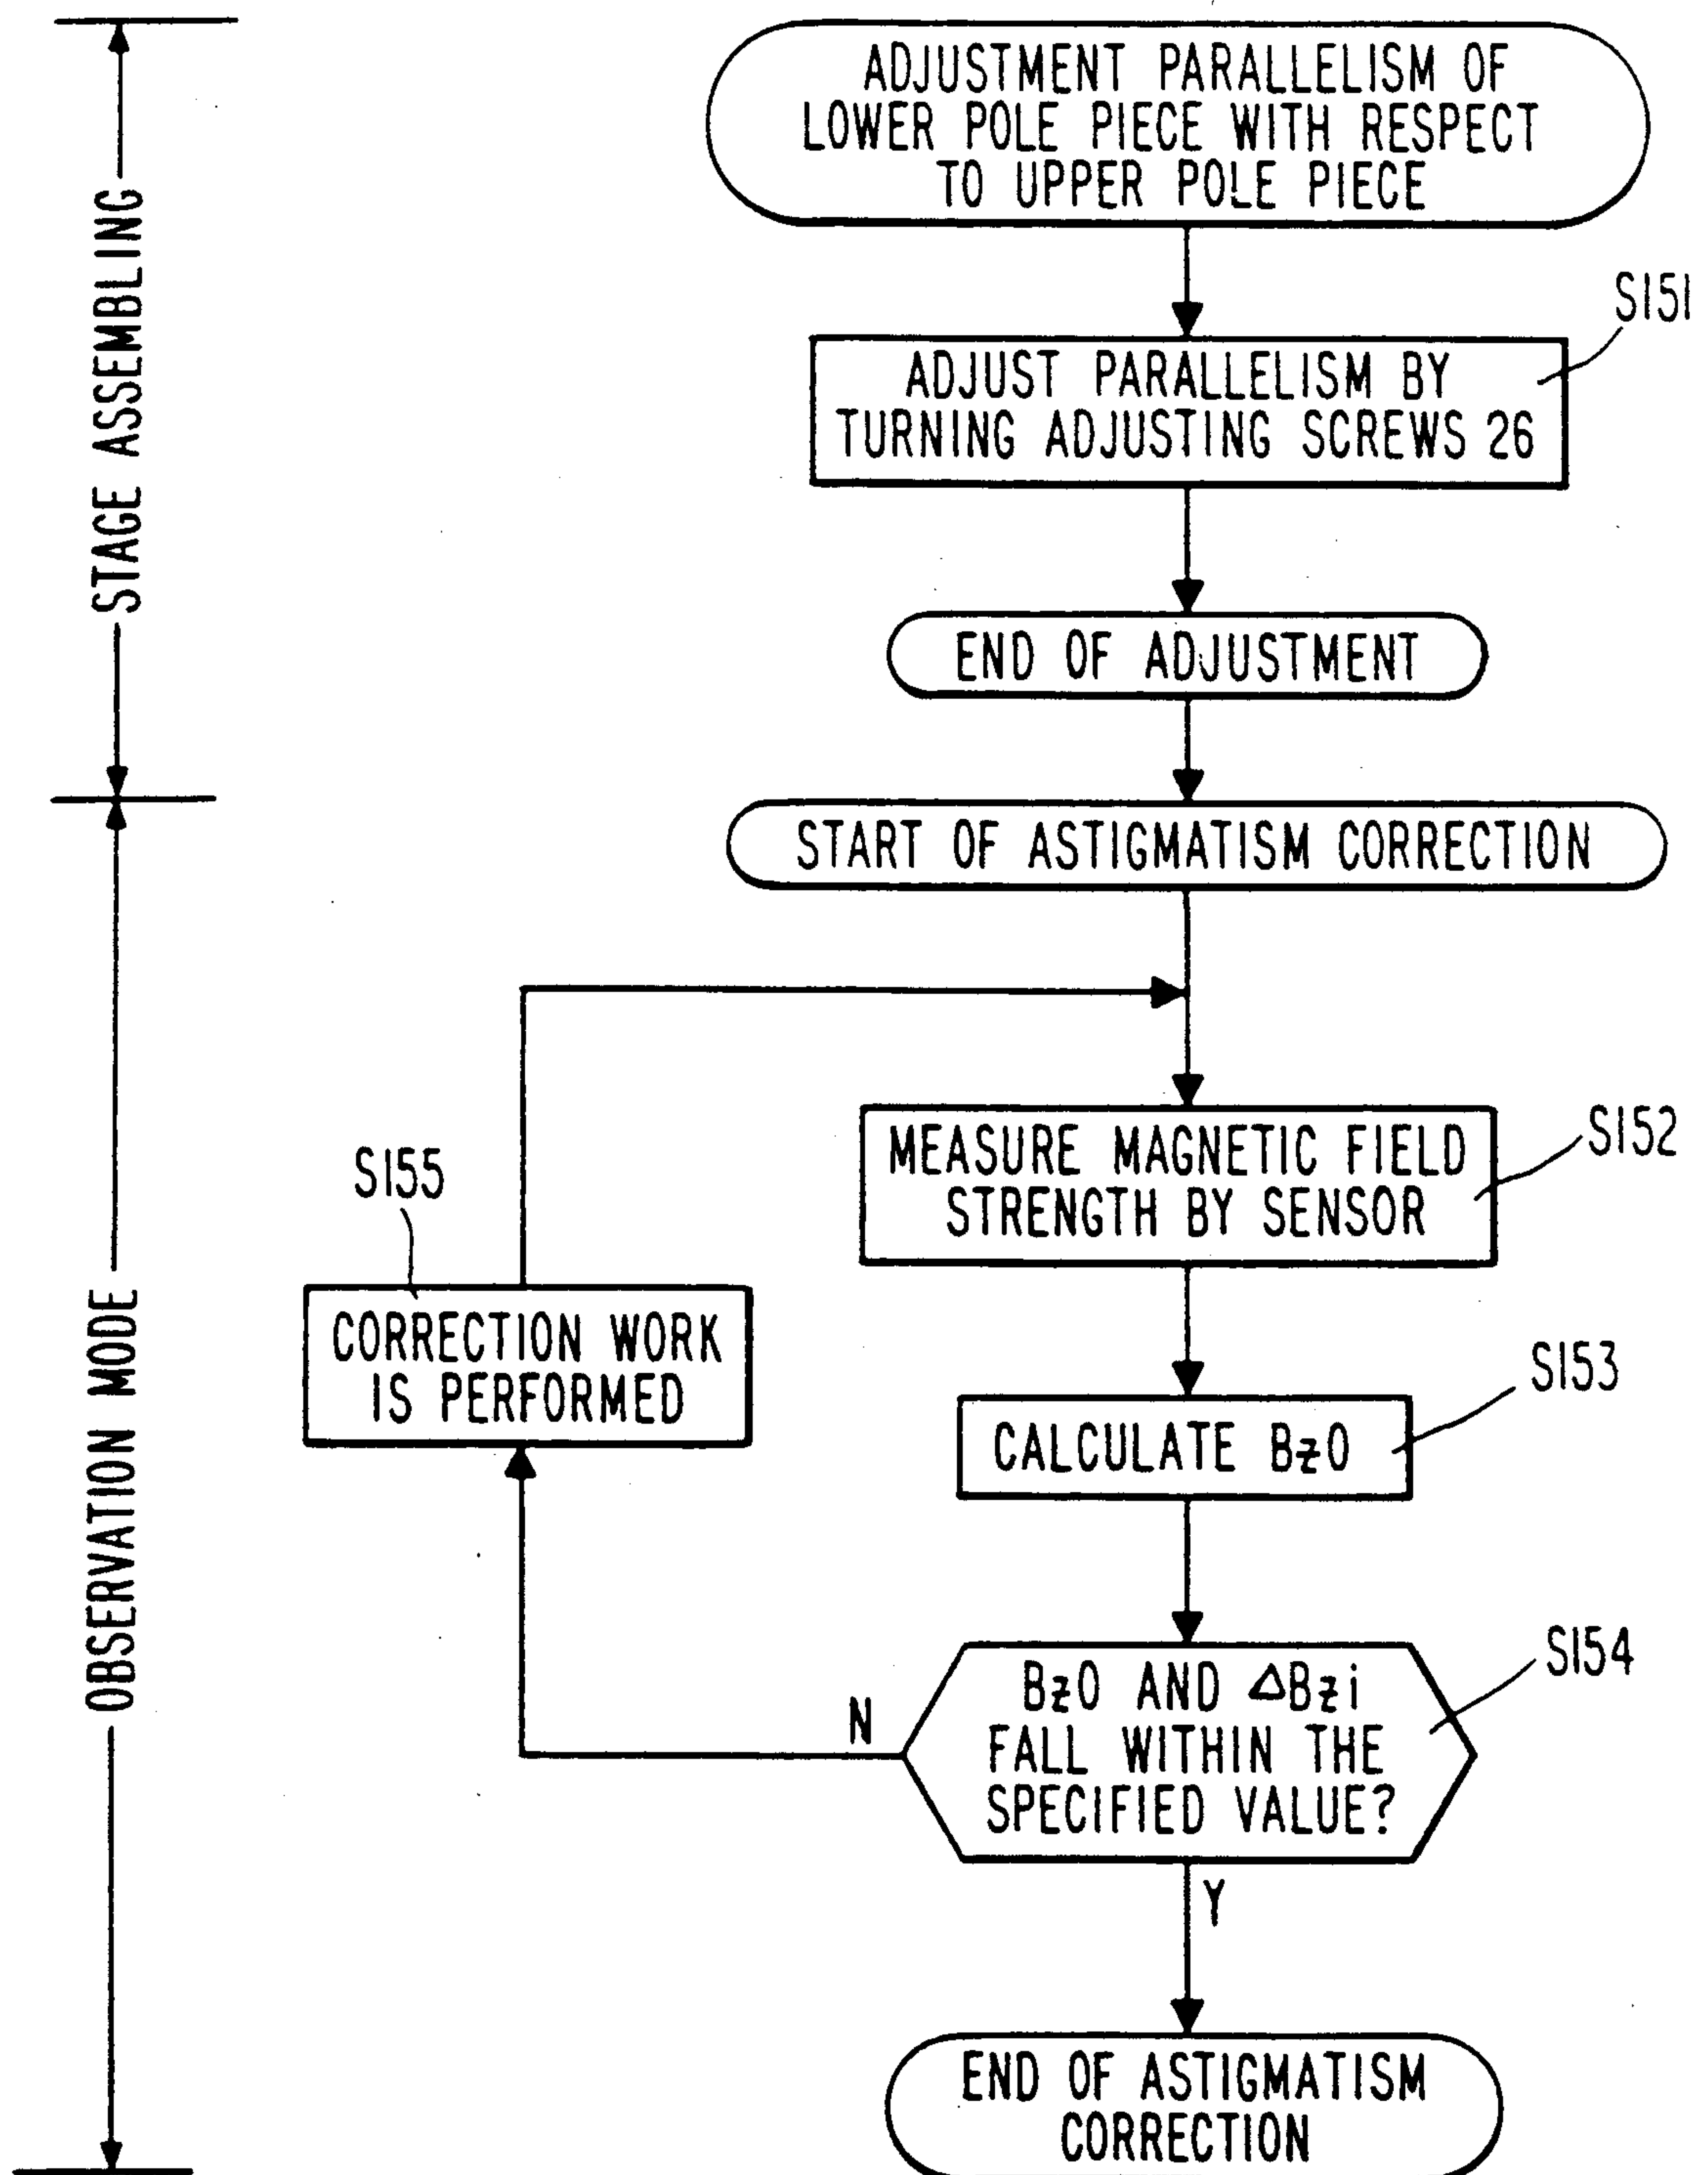 STAGE ASSEMBLING
ADJUSTMENT PARALLELISM OF
LOWER POLE PIECE WITH RESPECT
TO UPPER POLE PIECE
S151
ADJUST PARALLELISM BY
TURNING ADJUSTING SCREWS 26
END OF ADJUSTMENT
OBSERVATION MODE
START OF ASTIGMATISM CORRECTION
S152
MEASURE MAGNETIC FIELD
STRENGTH BY SENSOR
S155
CORRECTION WORK
IS PERFORMED
S153
CALCULATE Bz0
S154
Bz0 AND ΔBzi
FALL WITHIN THE
SPECIFIED VALUE?
N
Y
END OF ASTIGMATISM
CORRECTION